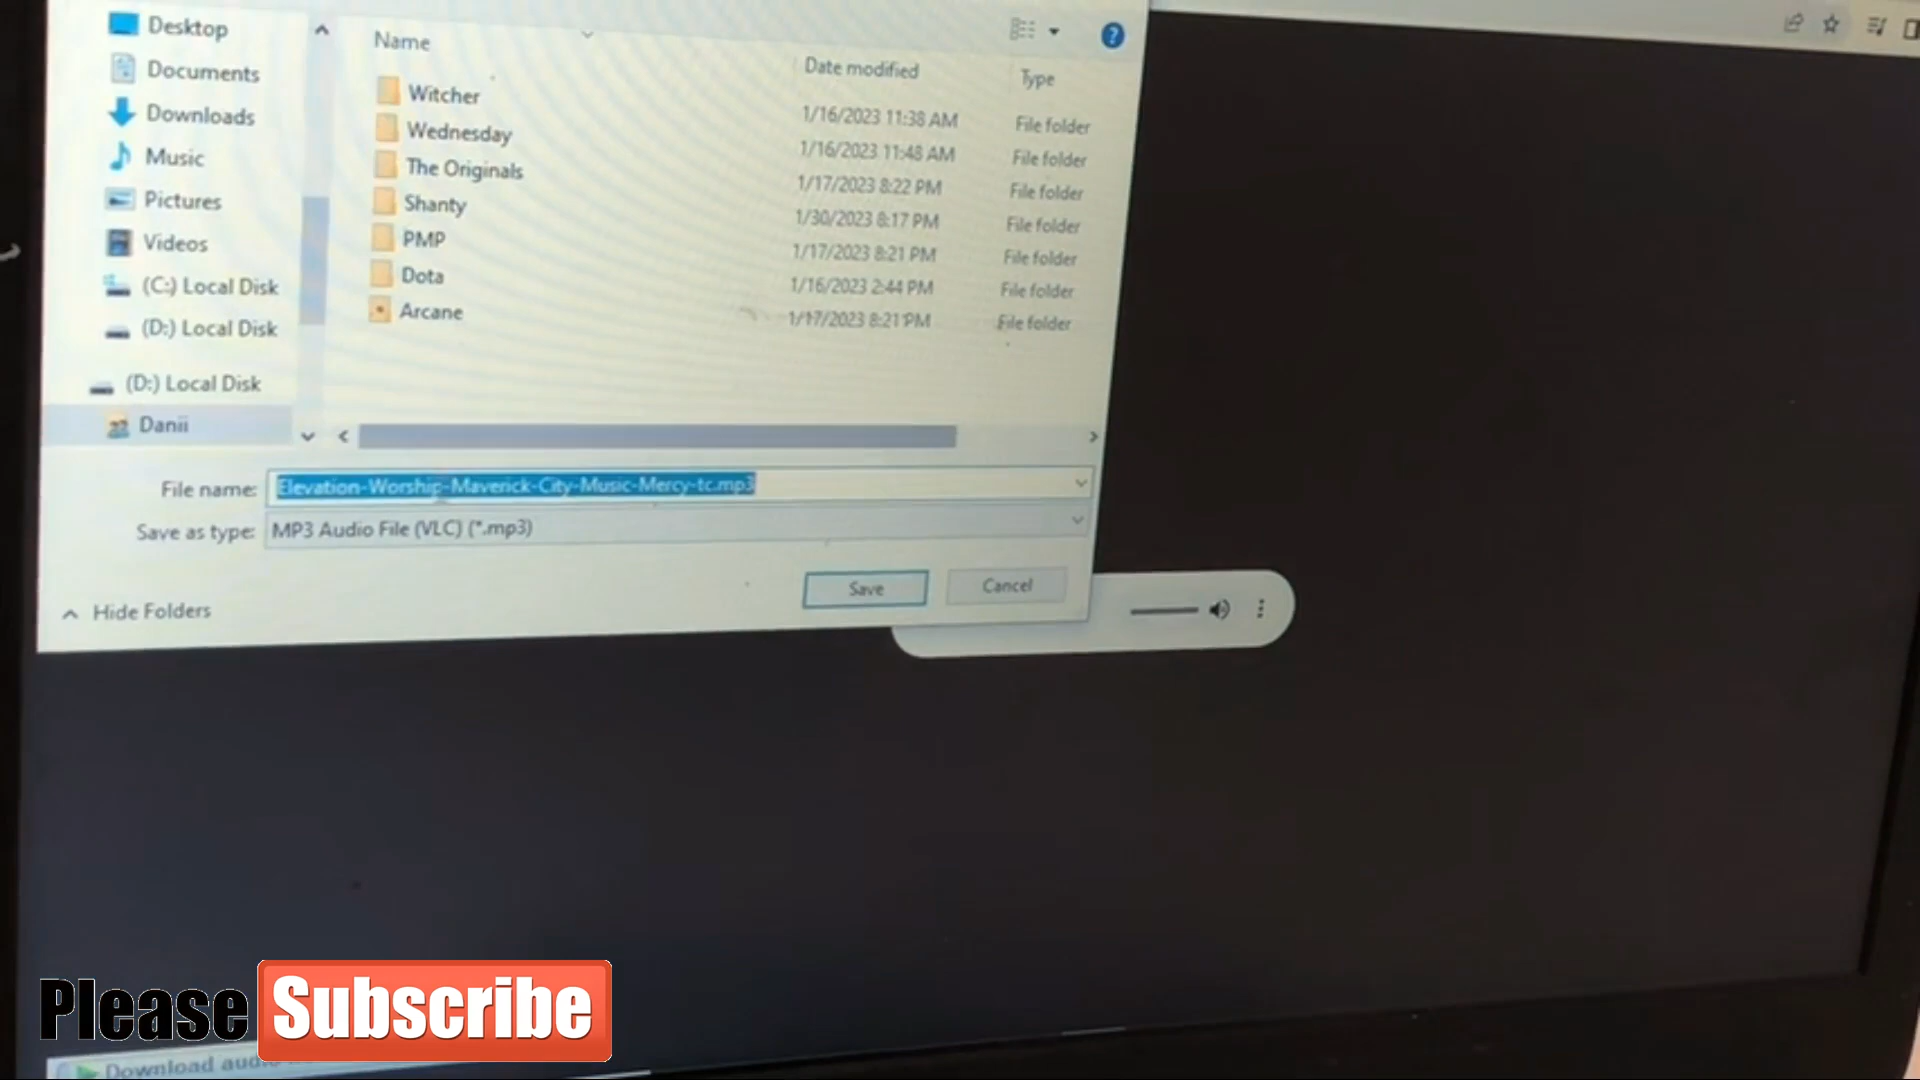 Desktop
Documents
Downloads
Music
Pictures
Videos
(C:) Local Disk
(D:) Local Disk
(D:) Local Disk
Danii
Name Date modified Type
Witcher 1/16/2023 11:38 AM File folder
Wednesday 1/16/2023 11:48 AM File folder
The Originals 1/17/2023 8:22 PM File folder
Shanty 1/30/2023 8:17 PM File folder
PMP 1/17/2023 8:21 PM File folder
Dota 1/16/2023 2:44 PM File folder
Arcane 1/17/2023 8:21 PM File folder
File name: Elevation-Worship-Maverick-City-Music-Mercy-tc.mp3
Save as type: MP3 Audio File (VLC) (*.mp3)
Hide Folders
Save Cancel
Please Subscribe
Download